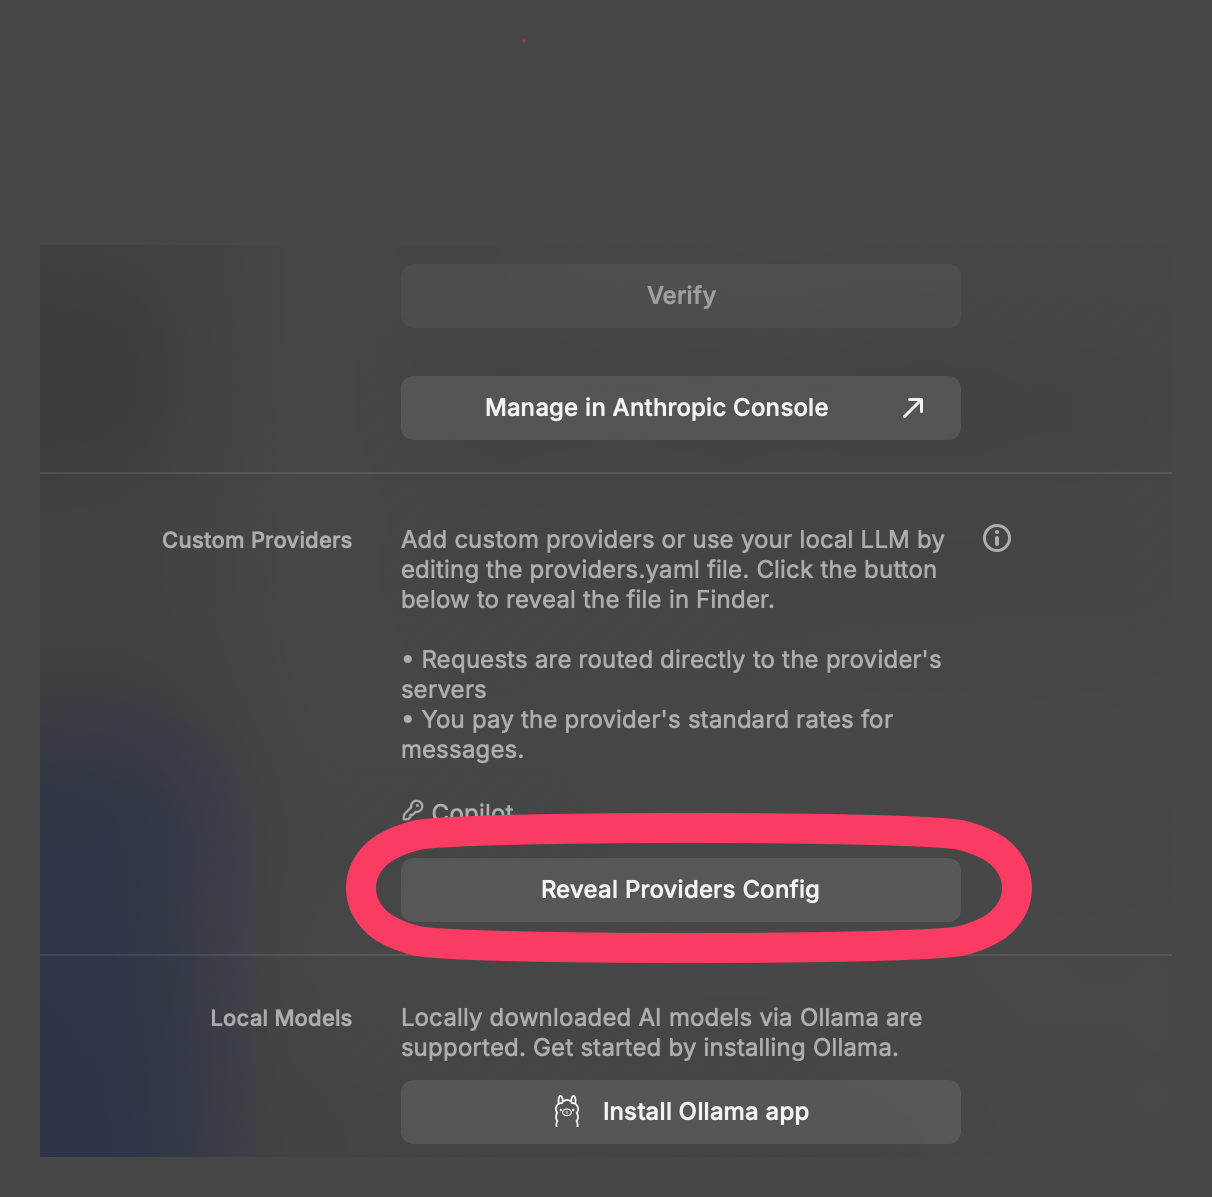 Verify
Manage in Anthropic Console
Custom Providers
Add custom providers or use your local LLM by
editing the providers.yaml file. Click the button
below to reveal the file in Finder.
• Requests are routed directly to the provider's
servers
• You pay the provider's standard rates for
messages.
Copilot
Reveal Providers Config
Local Models
Locally downloaded AI models via Ollama are
supported. Get started by installing Ollama.
Install Ollama app